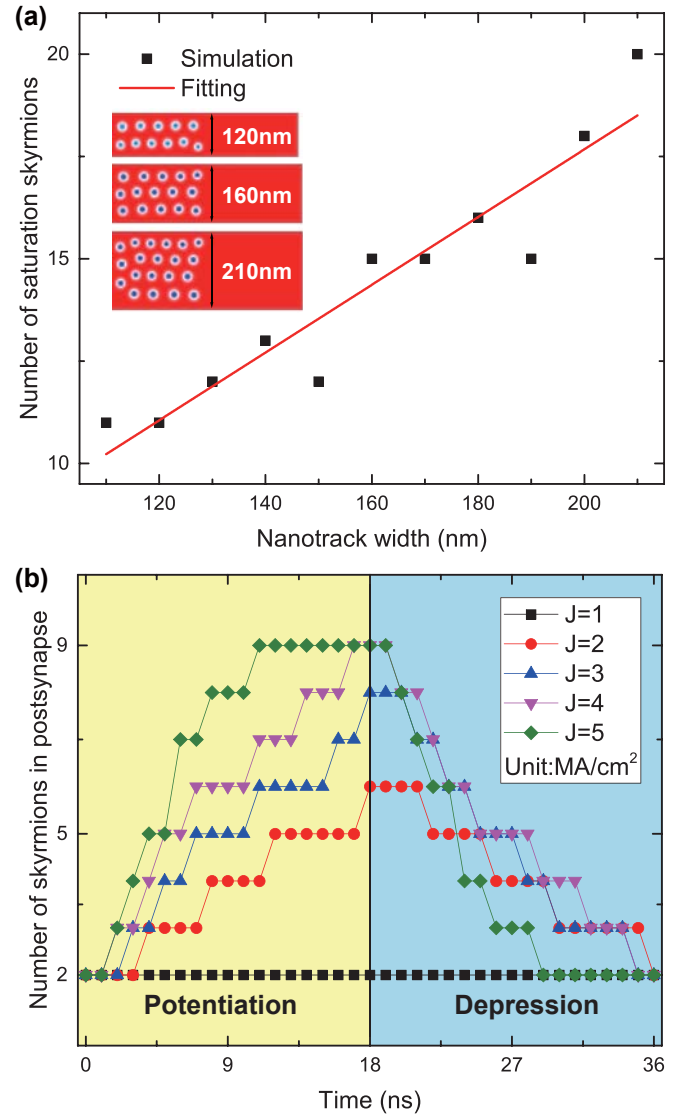 (a)
20
15
10
Number of saturation skyrmions
Simulation
Fitting
120nm
160nm
210nm
120
140
160
180
200
Nanotrack width (nm)
(b)
9
5
2
Number of skyrmions in postsynapse
J=1
J=2
J=3
J=4
J=5
Unit:MA/cm²
Potentiation
Depression
0
9
18
27
36
Time (ns)